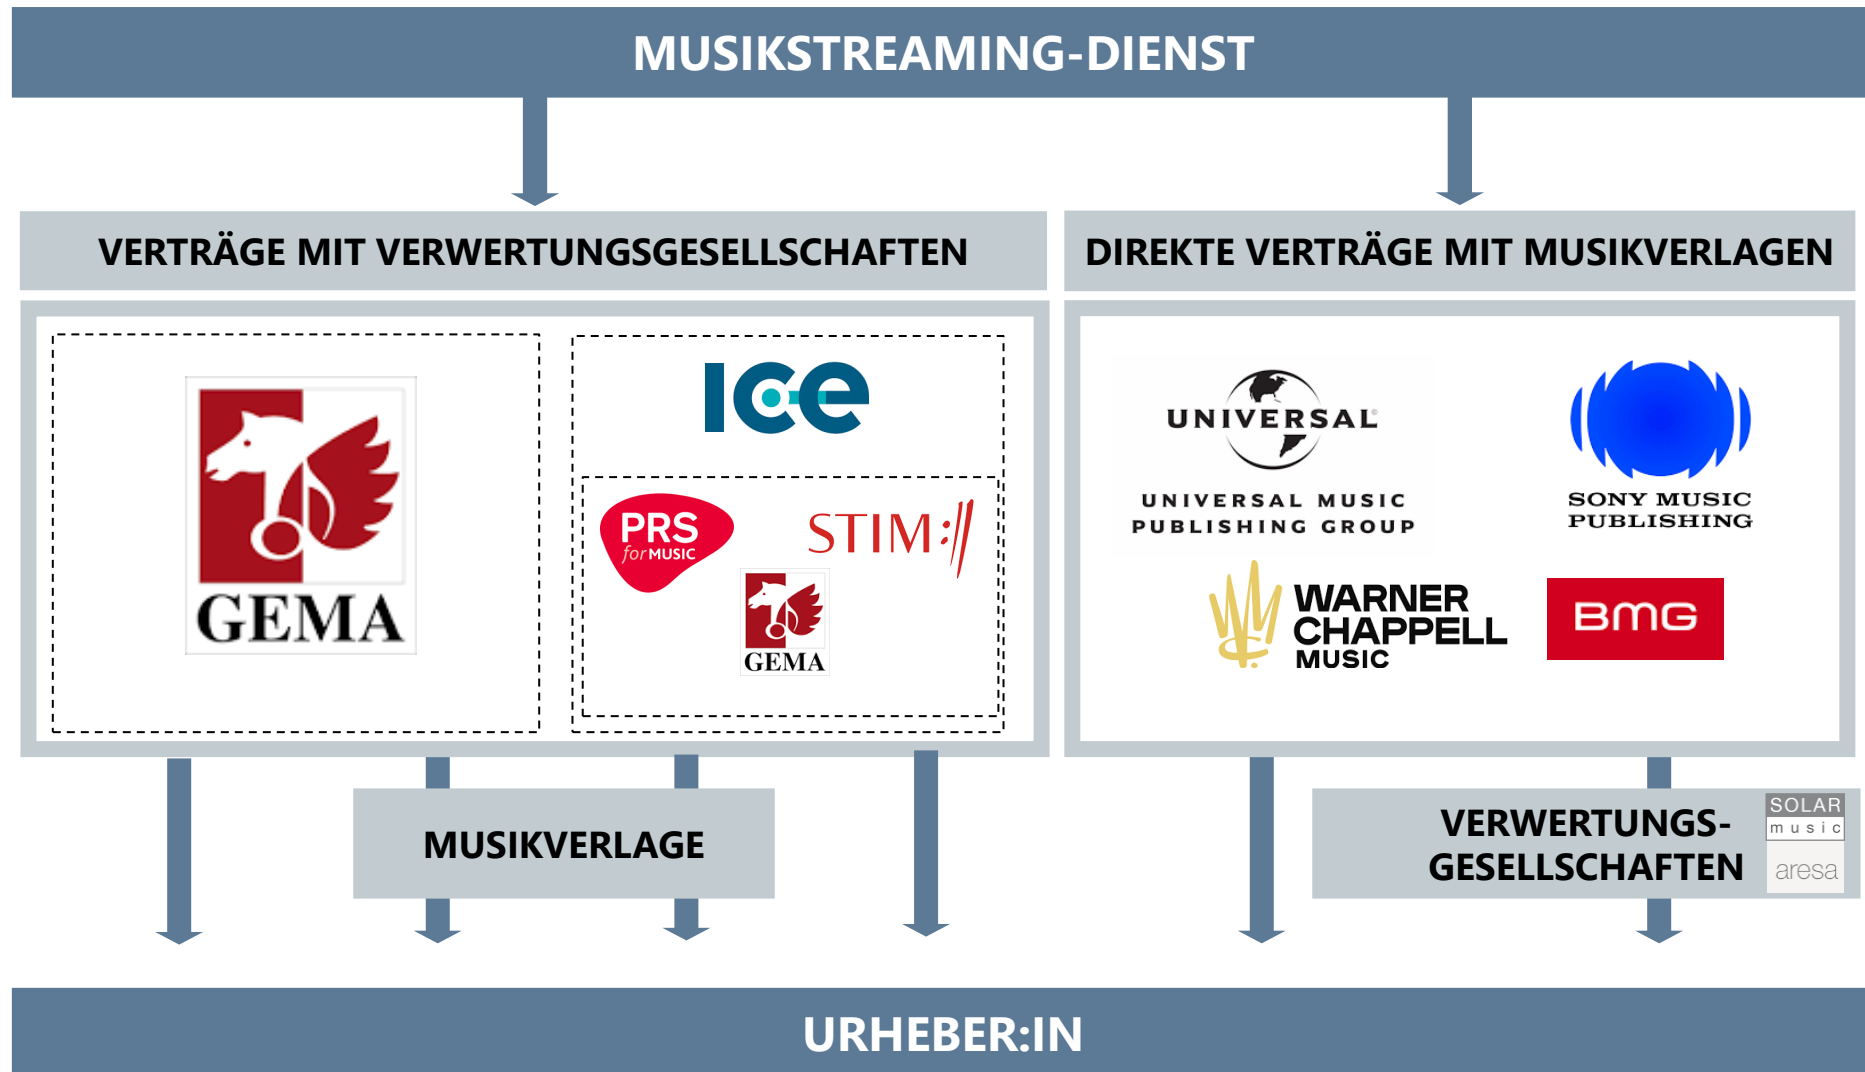 MUSIKSTREAMING-DIENST
VERTRÄGE MIT VERWERTUNGSGESELLSCHAFTEN
DIREKTE VERTRÄGE MIT MUSIKVERLAGEN
GEMA
ICE
PRS
for MUSIC
STIM
GEMA
UNIVERSAL
UNIVERSAL MUSIC
PUBLISHING GROUP
SONY MUSIC
PUBLISHING
WARNER
CHAPPELL
MUSIC
BMG
MUSIKVERLAGE
VERWERTUNGS-
GESELLSCHAFTEN
SOLAR
music
aresa
URHEBER:IN